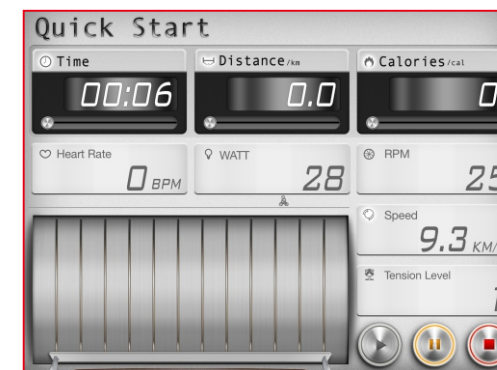 Quick Start
Time
Distance/km
Calories/cal
00:06
0.0
0
Heart Rate
WATT
RPM
0 BPM
28
25
Speed
9.3 KM/
Tension Level